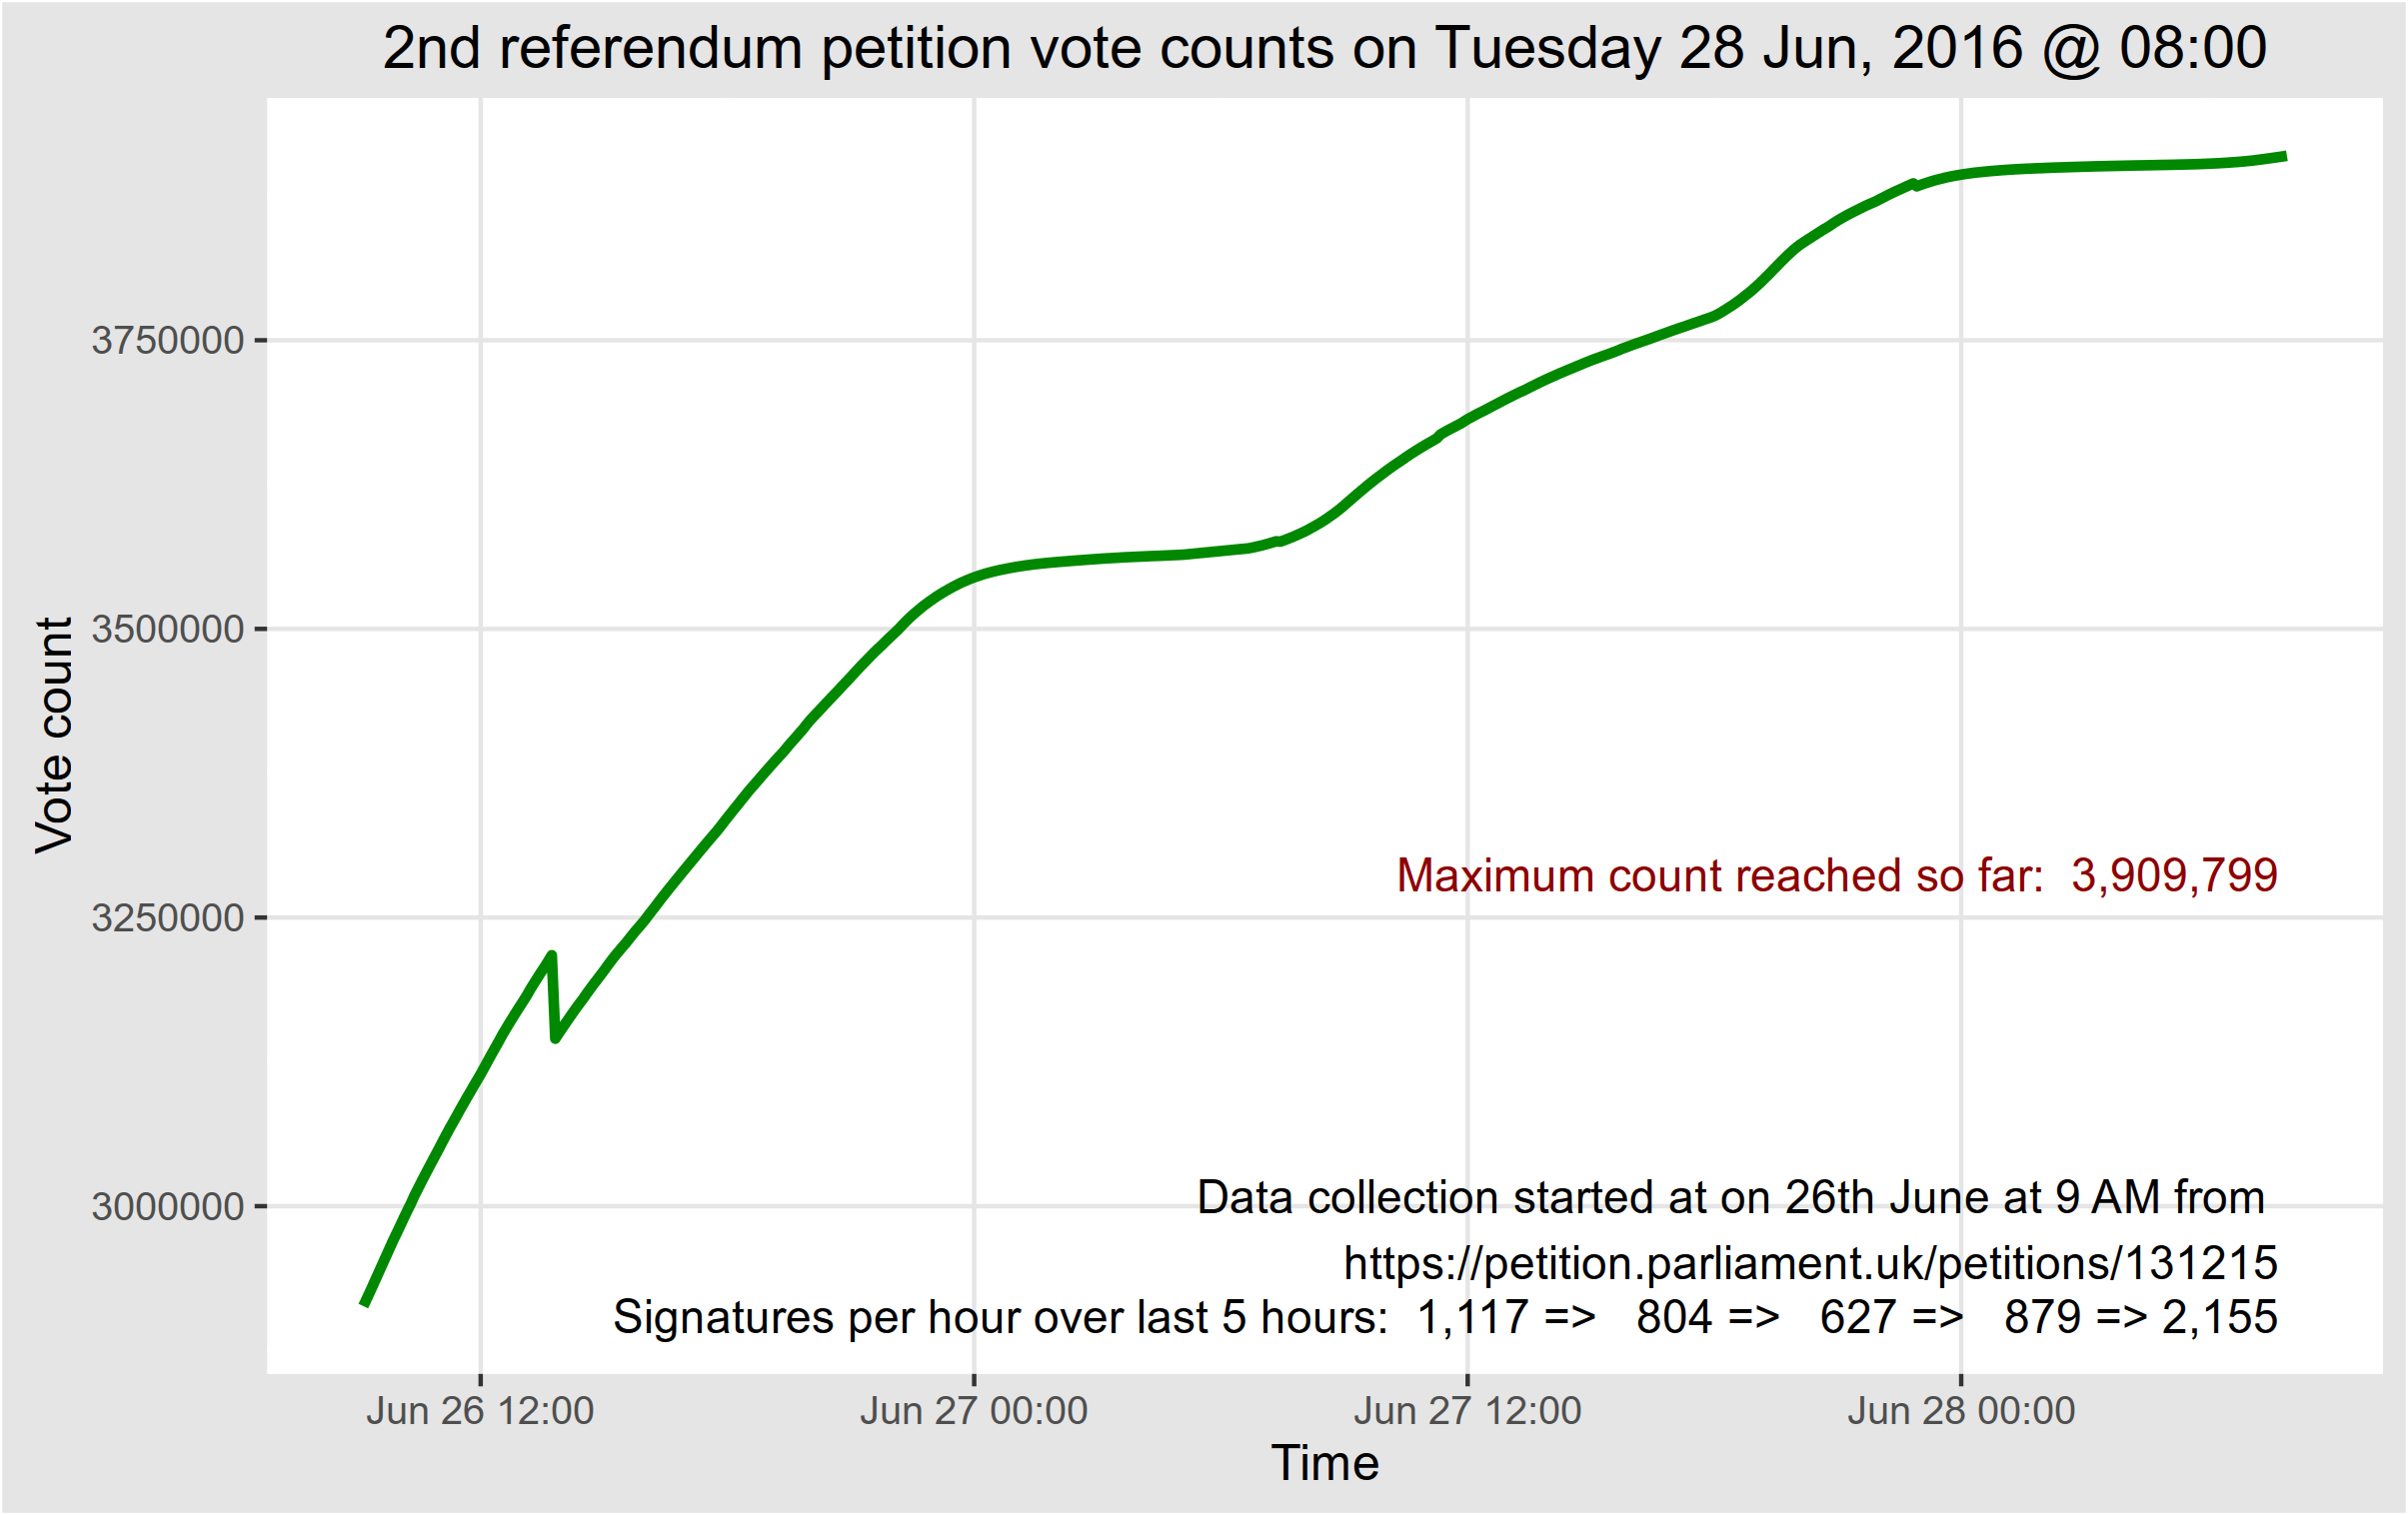 2nd referendum petition vote counts on Tuesday 28 Jun, 2016 @ 08:00
Vote count
3750000
3500000
3250000
3000000
Maximum count reached so far: 3,909,799
Data collection started at on 26th June at 9 AM from
https://petition.parliament.uk/petitions/131215
Signatures per hour over last 5 hours: 1,117 => 804 => 627 => 879 => 2,155
Jun 26 12:00
Jun 27 00:00
Jun 27 12:00
Jun 28 00:00
Time